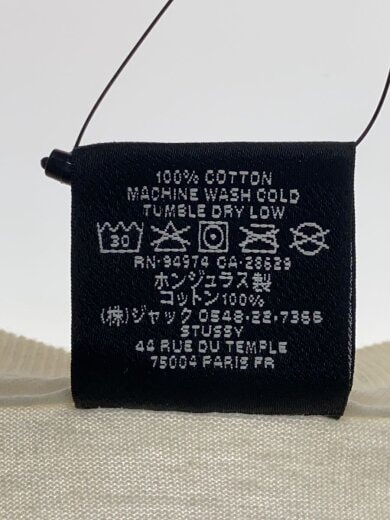 100% COTTON
MACHINE WASH COLD
TUMBLE DRY LOW
30
RN-94974 CA-28629
ホンジュラス製
コットン100%
(株)ジャック 0548-22-7366
STUSSY
44 RUE DU TEMPLE
75004 PARIS FR